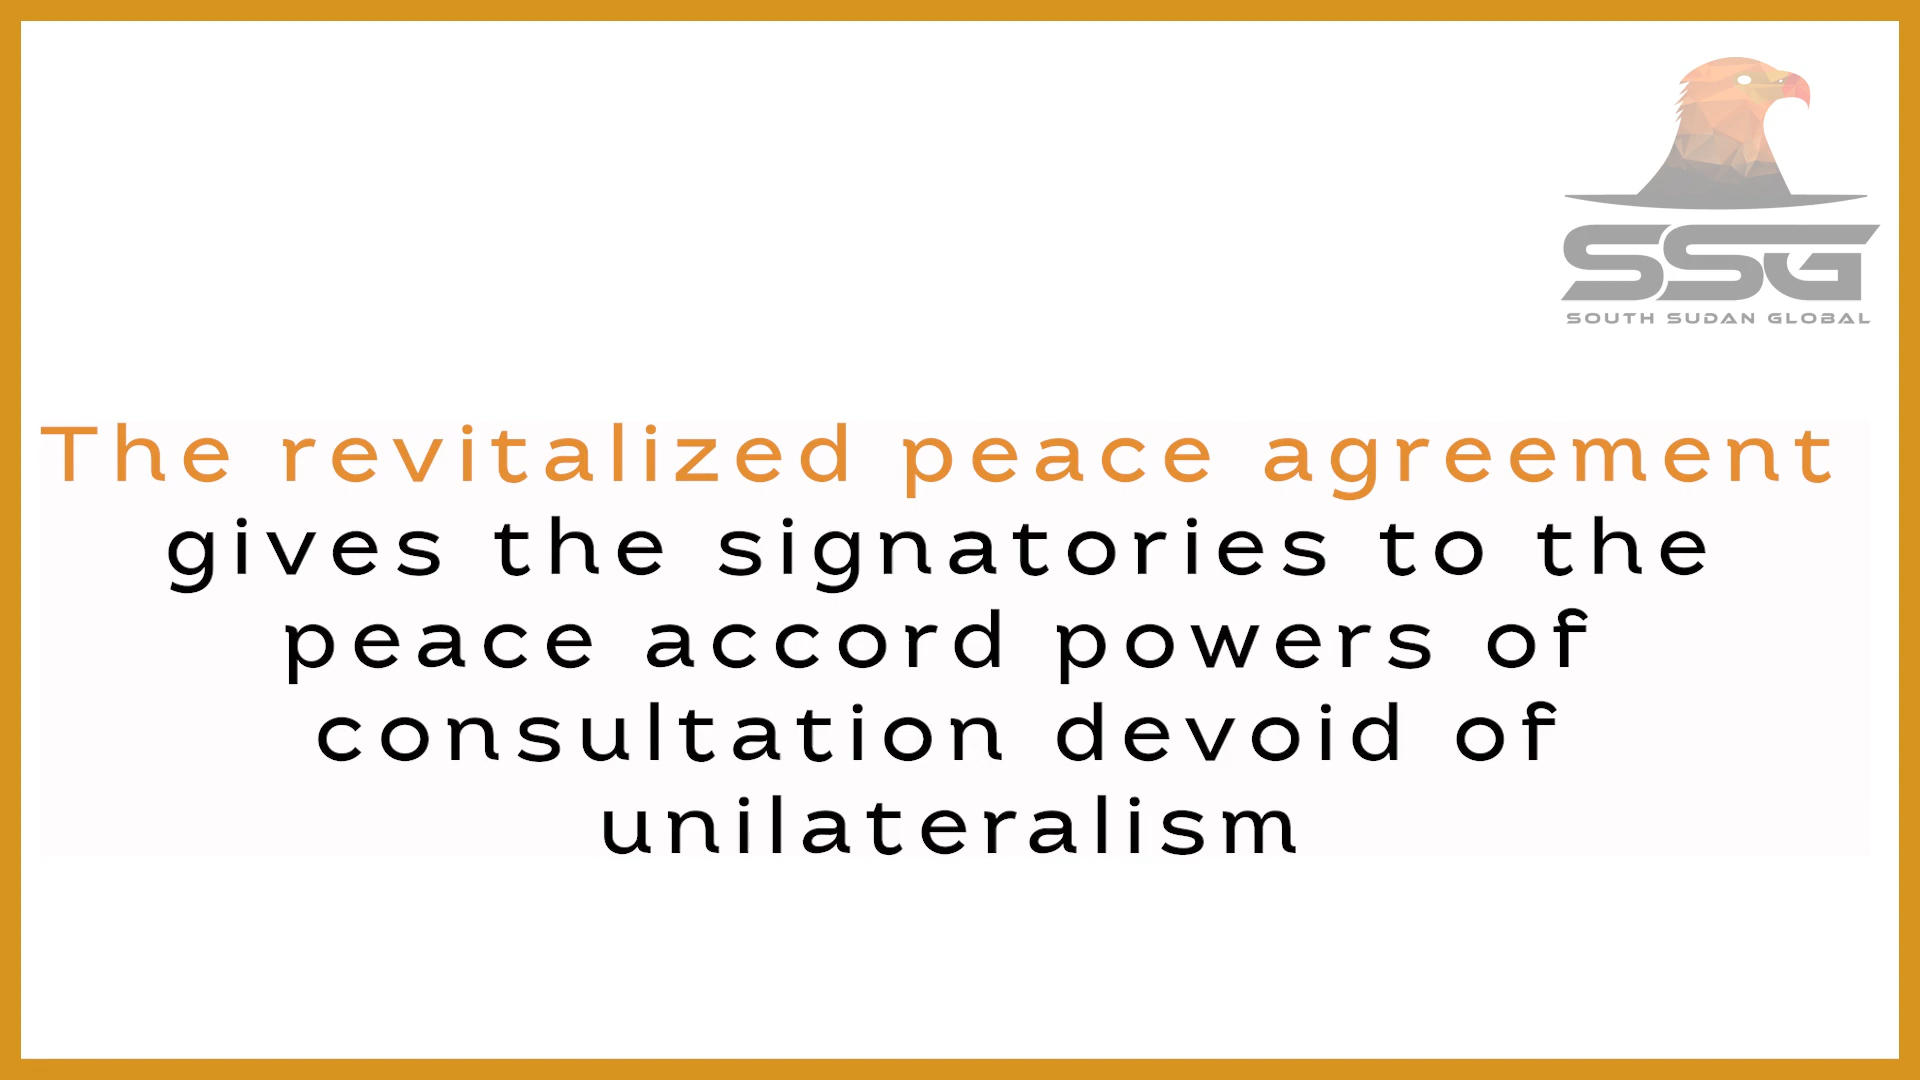 SSG
SOUTH SUDAN GLOBAL
The revitalized peace agreement
gives the signatories to the
peace accord powers of
consultation devoid of
unilateralism